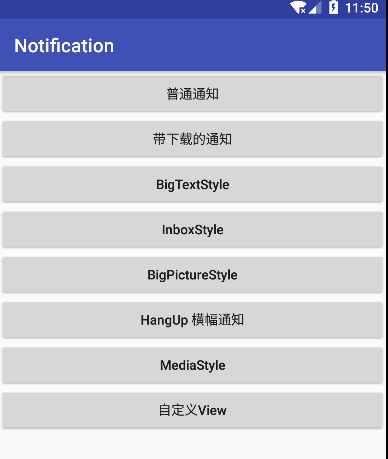 11:50
Notification
普通通知
带下载的通知
BigTextStyle
InboxStyle
BigPictureStyle
HangUp 横幅通知
MediaStyle
自定义View